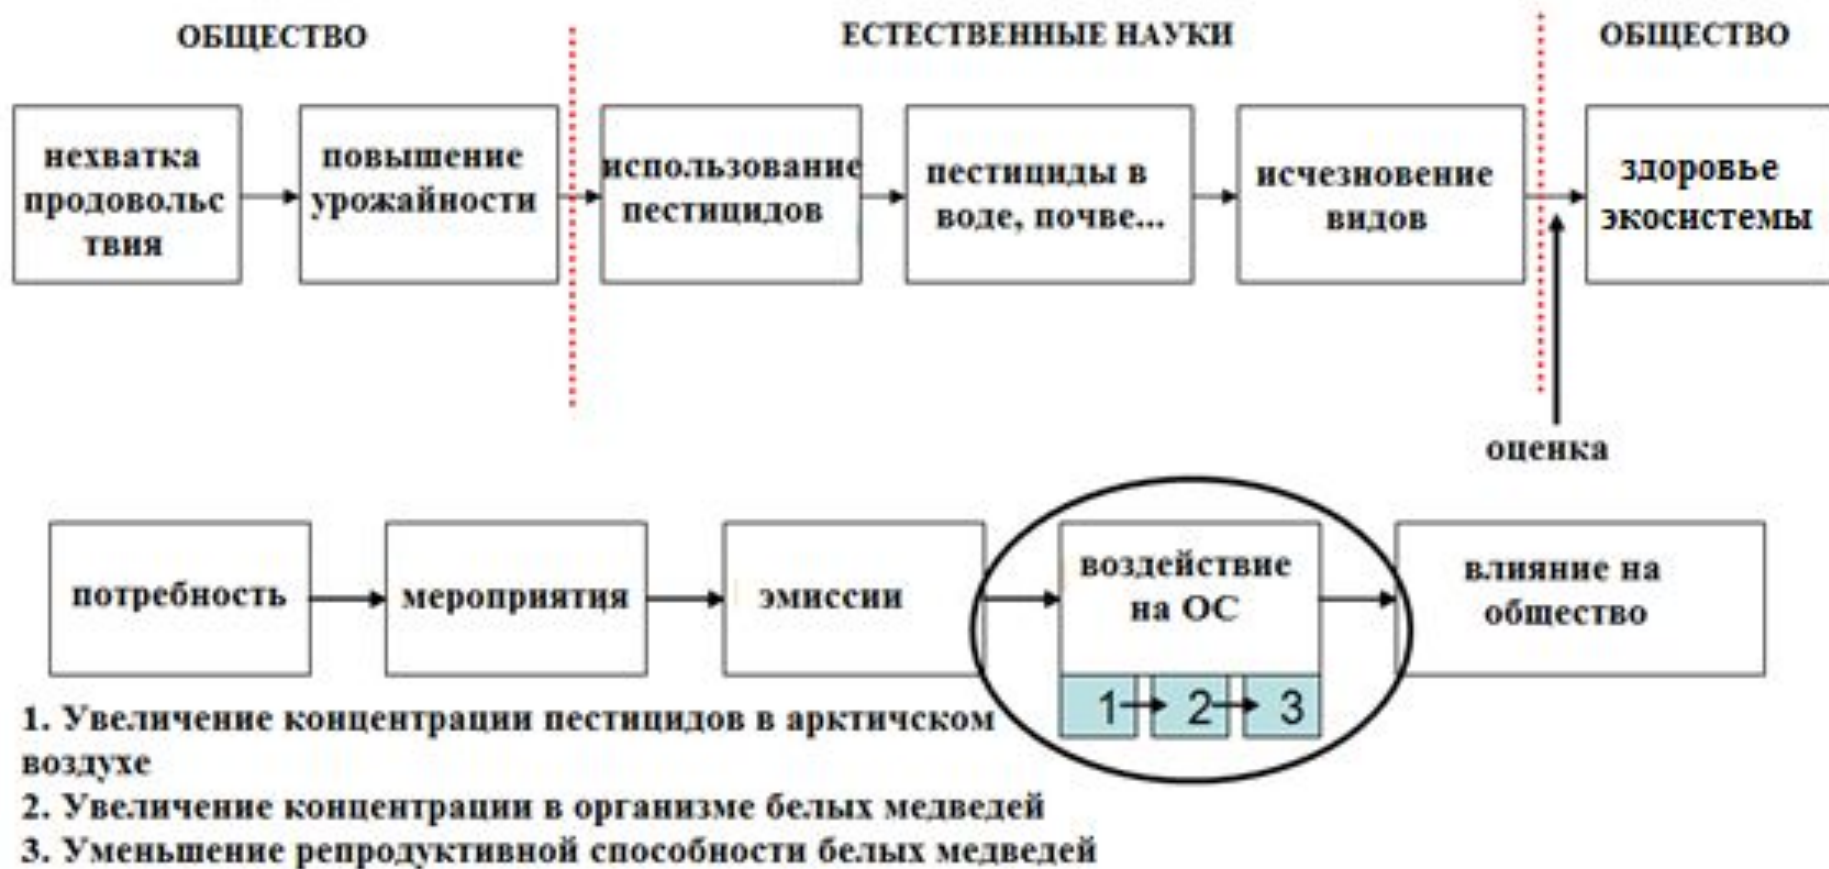 ОБЩЕСТВО
ЕСТЕСТВЕННЫЕ НАУКИ
ОБЩЕСТВО
нехватка
продовольс
твия
повышение
урожайности
использование
пестицидов
пестициды в
воде, почве...
исчезновение
видов
здоровье
экосистемы
оценка
потребность
мероприятия
эмиссии
воздействие
на ОС
1
2
3
влияние на
общество
1. Увеличение концентрации пестицидов в арктичском
воздухе
2. Увеличение концентрации в организме белых медведей
3. Уменьшение репродуктивной способности белых медведей